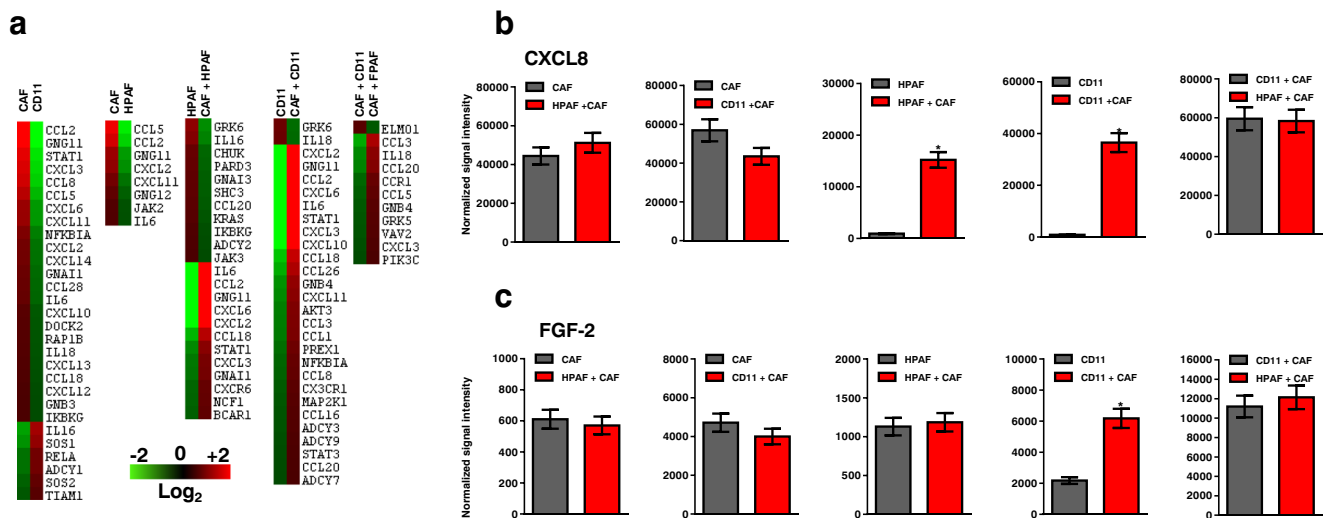 a
CAF
CD11
CCL2
GNG11
STAT1
CXCL3
CCL8
CCL5
CXCL6
CXCL11
NFKBIA
CXCL2
CXCL14
GNAI1
CCL28
IL6
CXCL10
DOCK2
RAP1B
IL18
CXCL13
CCL18
CXCL12
GNB3
IKBKG
IL16
SOS1
RELA
ADCY1
SOS2
TIAM1
CAF
HPAF
CCL5
CCL2
GNG11
CXCL2
CXCL11
GNG12
JAK2
IL6
HPAF
CAF + HPAF
GRK6
IL16
CHUK
PARD3
GNAI3
SHC3
CCL20
KRAS
IKBKG
ADCY2
JAK3
IL6
CCL2
GNG11
CXCL6
CXCL2
CCL18
STAT1
CXCL3
GNAI1
CXCR6
NCF1
BCAR1
CD11
CAF + CD11
GRK6
IL18
CXCL2
GNG11
CCL2
CXCL6
IL6
STAT1
CXCL3
CXCL10
CCL18
CCL26
GNB4
CXCL11
AKT3
CCL3
CCL1
PREX1
NFKBIA
CCL8
CX3CR1
MAP2K1
CCL16
ADCY3
ADCY9
STAT3
CCL20
ADCY7
CAF + CD11
CAF + FPAF
ELMO1
CCL3
IL18
CCL20
CCR1
CCL5
GNB4
GRK5
VAV2
CXCL3
PIK3C
-2 0 +2
Log2
b
CXCL8
Normalized signal intensity
80000
60000
40000
20000
0
CAF
HPAF +CAF
80000
60000
40000
20000
0
CAF
CD11 +CAF
30000
20000
10000
0
HPAF
HPAF + CAF
*
60000
40000
20000
0
CD11
CD11 +CAF
*
80000
60000
40000
20000
0
CD11 + CAF
HPAF + CAF
c
FGF-2
Normalized signal intensity
1000
800
600
400
200
0
CAF
HPAF + CAF
8000
6000
4000
2000
0
CAF
CD11 + CAF
2000
1500
1000
500
0
HPAF
HPAF + CAF
10000
8000
6000
4000
2000
0
CD11
CD11 + CAF
*
16000
14000
12000
10000
8000
6000
4000
2000
0
CD11 + CAF
HPAF + CAF